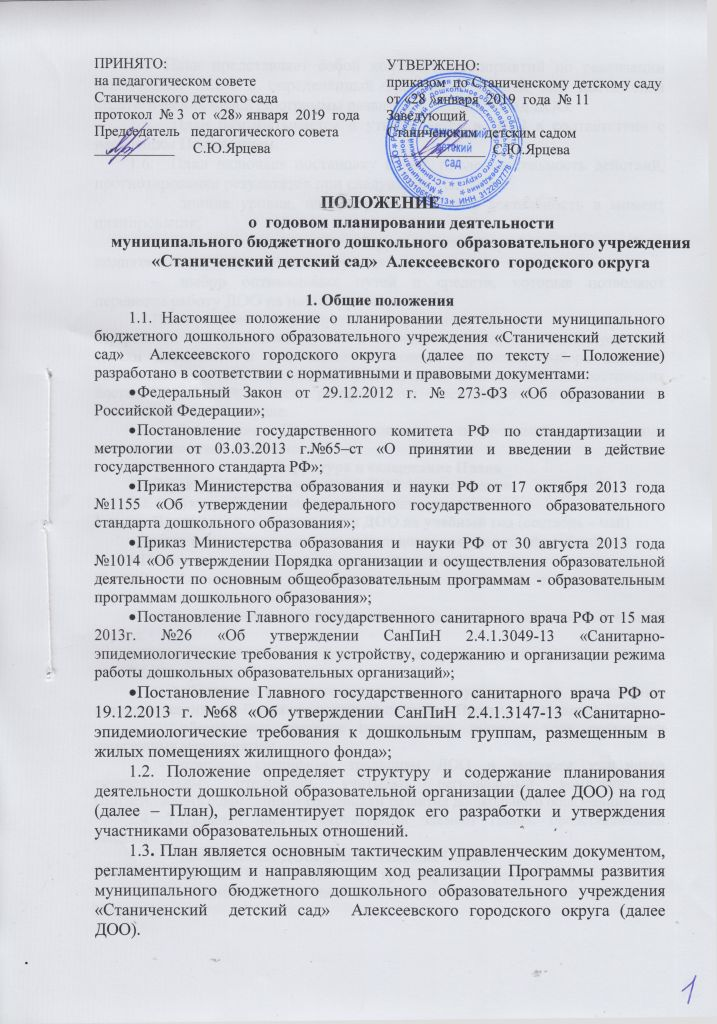 ПРИНЯТО:
на педагогическом совете
Станиченского детского сада
протокол № 3 от «28» января 2019 года
Председатель педагогического совета
С.Ю.Ярцева
УТВЕРЖЕНО:
приказом по Станиченскому детскому саду
от «28 »января 2019 года № 11
Заведующий
Станиченским детским садом
С.Ю.Ярцева
Станиченский
детский
сад
ИНН 3122007778
ПОЛОЖЕНИЕ
о годовом планировании деятельности
муниципального бюджетного дошкольного образовательного учреждения
«Станиченский детский сад» Алексеевского городского округа
1. Общие положения
1.1. Настоящее положение о планировании деятельности муниципального
бюджетного дошкольного образовательного учреждения «Станиченский детский
сад» Алексеевского городского округа (далее по тексту – Положение)
разработано в соответствии с нормативными и правовыми документами:
•Федеральный Закон от 29.12.2012 г. № 273-ФЗ «Об образовании в
Российской Федерации»;
•Постановление государственного комитета РФ по стандартизации и
метрологии от 03.03.2013 г.№65–ст «О принятии и введении в действие
государственного стандарта РФ»;
•Приказ Министерства образования и науки РФ от 17 октября 2013 года
№1155 «Об утверждении федерального государственного образовательного
стандарта дошкольного образования»;
•Приказ Министерства образования и науки РФ от 30 августа 2013 года
№1014 «Об утверждении Порядка организации и осуществления образовательной
деятельности по основным общеобразовательным программам - образовательным
программам дошкольного образования»;
•Постановление Главного государственного санитарного врача РФ от 15 мая
2013г. №26 «Об утверждении СанПиН 2.4.1.3049-13 «Санитарно-
эпидемиологические требования к устройству, содержанию и организации режима
работы дошкольных образовательных организаций»;
•Постановление Главного государственного санитарного врача РФ от
19.12.2013 г. №68 «Об утверждении СанПиН 2.4.1.3147-13 «Санитарно-
эпидемиологические требования к дошкольным группам, размещенным в
жилых помещениях жилищного фонда»;
1.2. Положение определяет структуру и содержание планирования
деятельности дошкольной образовательной организации (далее ДОО) на год
(далее – План), регламентирует порядок его разработки и утверждения
участниками образовательных отношений.
1.3. План является основным тактическим управленческим документом,
регламентирующим и направляющим ход реализации Программы развития
муниципального бюджетного дошкольного образовательного учреждения
«Станиченский детский сад» Алексеевского городского округа (далее
ДОО).
1